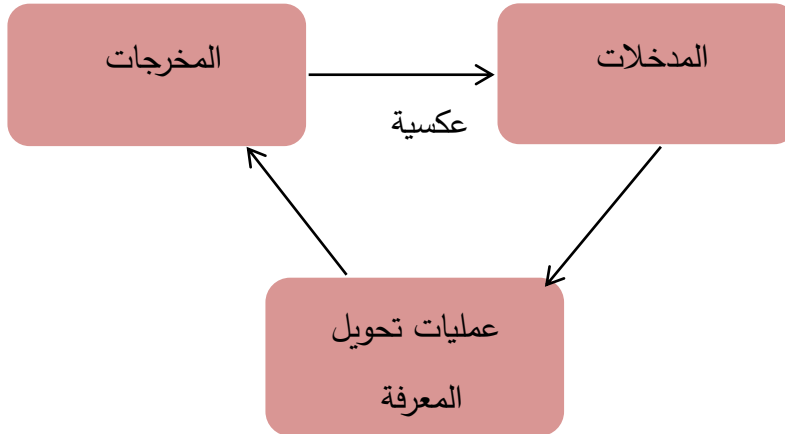 المدخلات
المخرجات
عكسية
عمليات تحويل
المعرفة